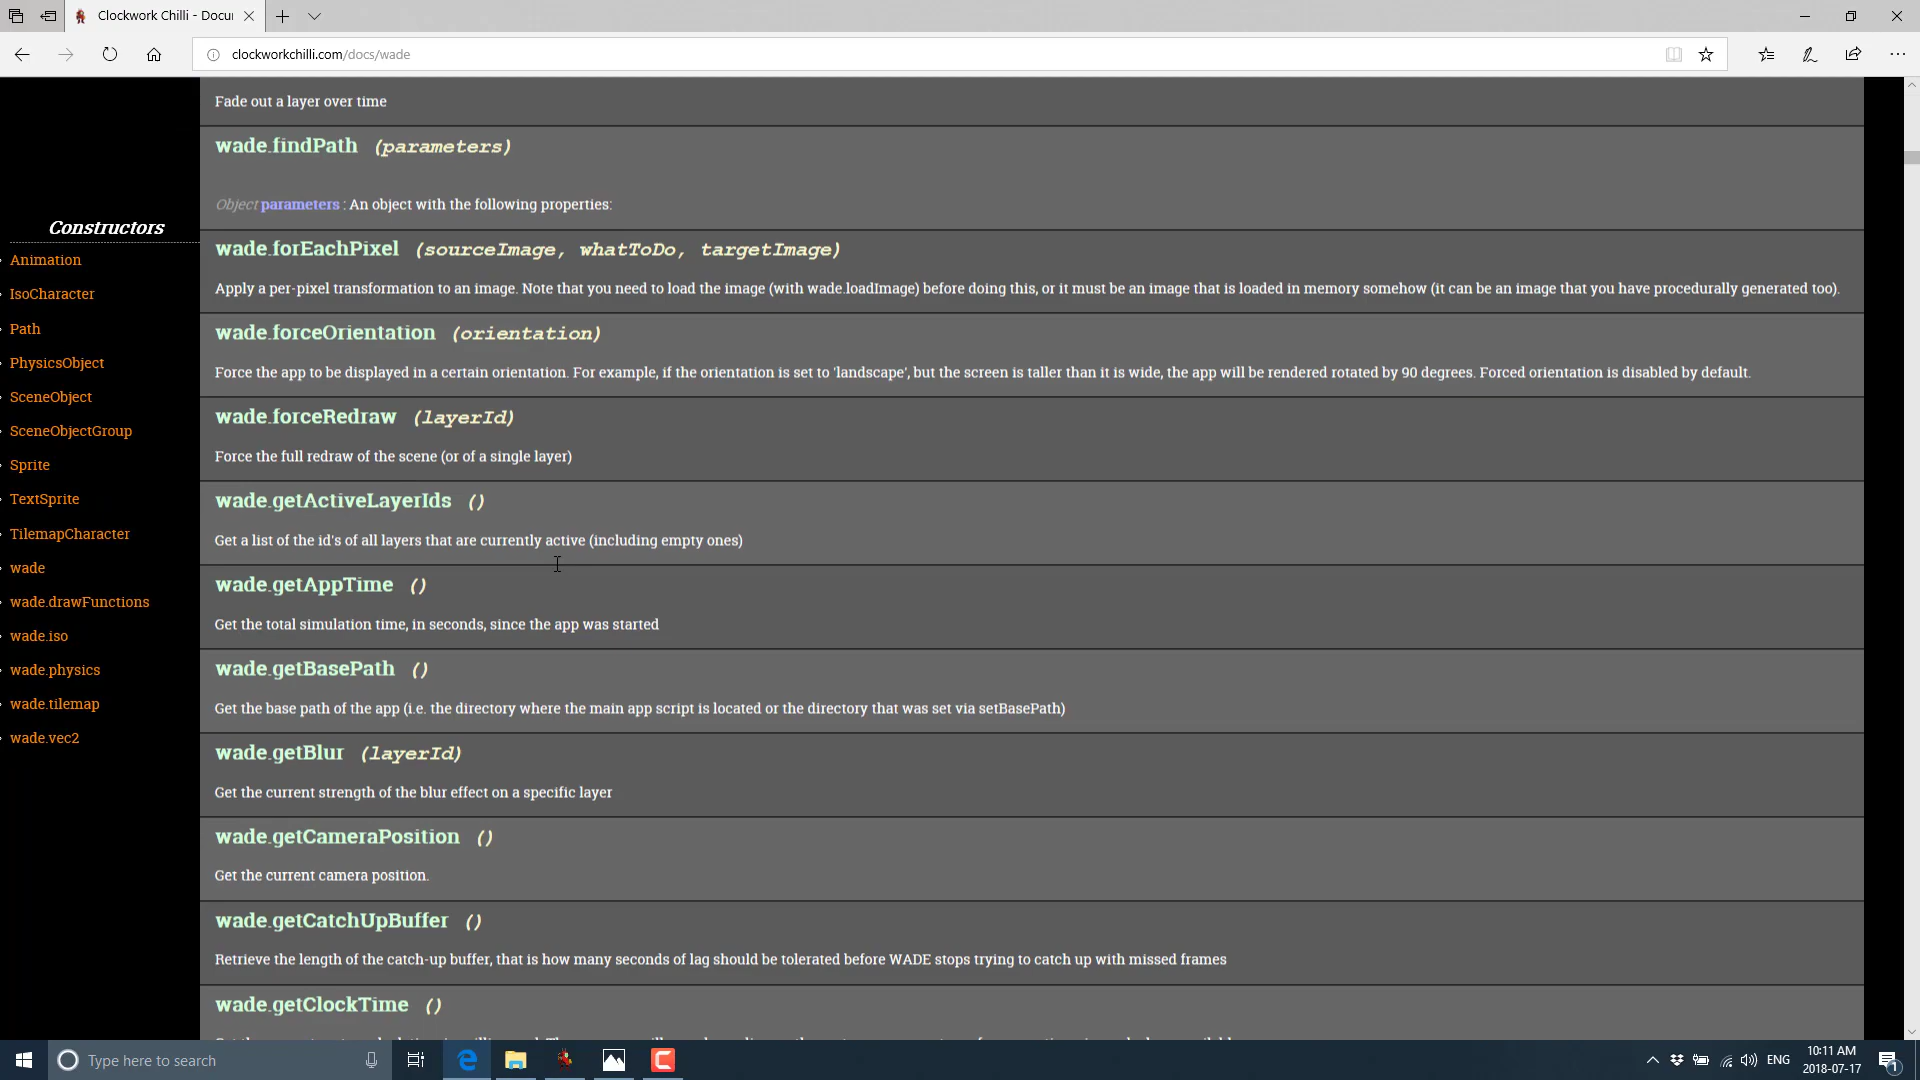 Clockwork Chilli - Docu
clockworkchilli.com/docs/wade
Constructors
Animation
IsoCharacter
Path
PhysicsObject
SceneObject
SceneObjectGroup
Sprite
TextSprite
TilemapCharacter
wade
wade.drawFunctions
wade.iso
wade.physics
wade.tilemap
wade.vec2
Fade out a layer over time
wade.findPath (parameters)
Object parameters : An object with the following properties:
wade.forEachPixel (sourceImage, whatToDo, targetImage)
Apply a per-pixel transformation to an image. Note that you need to load the image (with wade.loadImage) before doing this, or it must be an image that is loaded in memory somehow (it can be an image that you have procedurally generated too).
wade.forceOrientation (orientation)
Force the app to be displayed in a certain orientation. For example, if the orientation is set to 'landscape', but the screen is taller than it is wide, the app will be rendered rotated by 90 degrees. Forced orientation is disabled by default.
wade.forceRedraw (layerId)
Force the full redraw of the scene (or of a single layer)
wade.getActiveLayerIds ()
Get a list of the id's of all layers that are currently active (including empty ones)
wade.getAppTime ()
Get the total simulation time, in seconds, since the app was started
wade.getBasePath ()
Get the base path of the app (i.e. the directory where the main app script is located or the directory that was set via setBasePath)
wade.getBlur (layerId)
Get the current strength of the blur effect on a specific layer
wade.getCameraPosition ()
Get the current camera position.
wade.getCatchUpBuffer ()
Retrieve the length of the catch-up buffer, that is how many seconds of lag should be tolerated before WADE stops trying to catch up with missed frames
wade.getClockTime ()
Type here to search
ENG
10:11 AM
2018-07-17
1